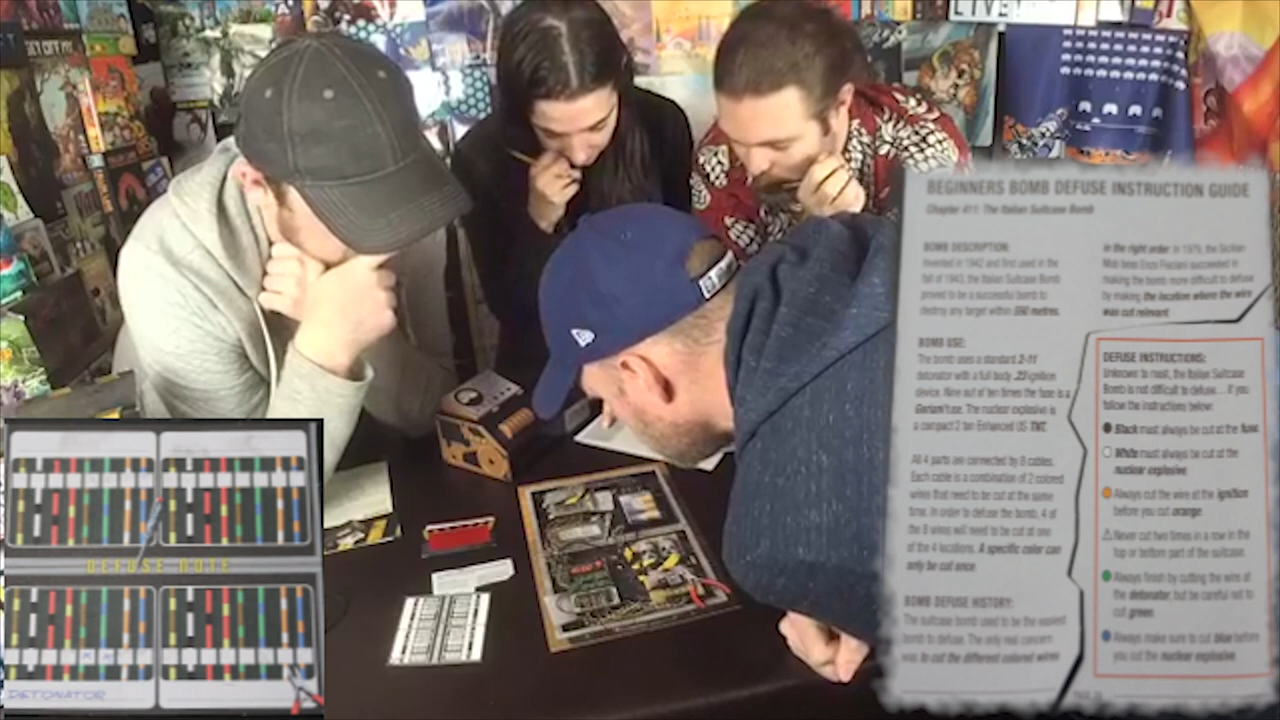 LIVE!
BEGINNERS BOMB DEFUSE INSTRUCTION GUIDE
Chapter 411: The Italian Suitcase Bomb
BOMB DESCRIPTION:
Invented in 1942 and first used in the
fall of 1943, the Italian Suitcase Bomb
proved to be a successful bomb to
destroy any target within
metres.
BOMB USE:
The bomb uses a standard 2-11
detonator with a full body .23 ignition
device. Nine out of ten times the fuse is a
fuse. The nuclear explosive is
a compact 2 ton Enhanced US TNT.
All 4 parts are connected by 8 cables.
Each cable is a combination of 2 colored
wires that need to be cut at the same
time. In order to defuse the bomb, 4 of
the 8 wires will need to be cut at one
of the 4 locations. A specific color can
only be cut once.
BOMB DEFUSE HISTORY:
The suitcase bomb used to be the easiest
bomb to defuse. The only real concern
was to cut the different colored wires
in the right order. In 1979, the Sicilian
Mob boss Enzo
succeeded in
making the bomb more difficult to defuse
by making the location where the wire
was cut relevant.
DEFUSE INSTRUCTIONS:
Unknown to most, the Italian Suitcase
Bomb is not difficult to defuse... if you
follow the instructions below:
Black must always be cut at the fuse.
White must always be cut at the
nuclear explosive.
Always cut the wire at the ignition
before you cut orange.
Never cut two times in a row in the
top or bottom part of the suitcase.
Always finish by cutting the wire at
the detonator, but be careful not to
cut green.
Always make sure to cut blue before
you cut the nuclear explosive.
DEFUSE NOTE
DETONATOR